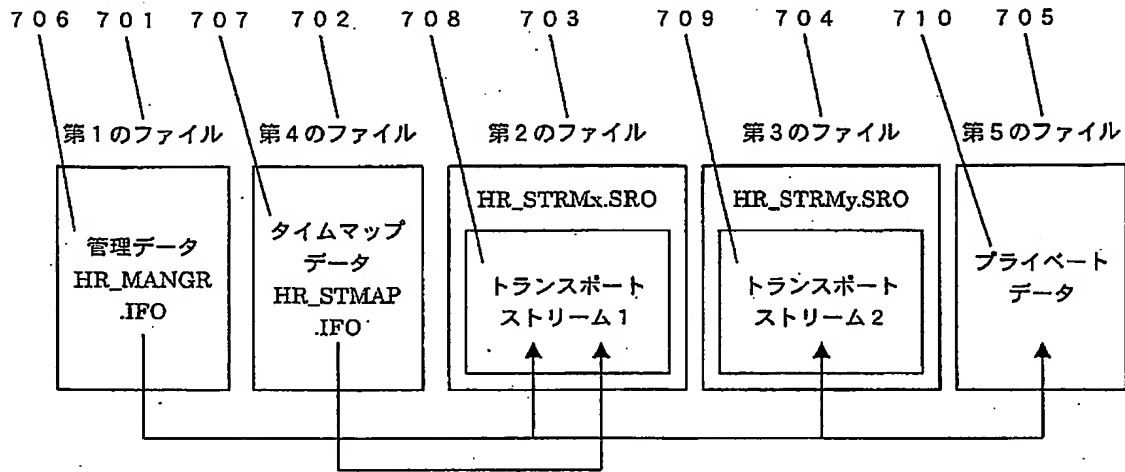 706 701 707 702 708 703 709 704 710 705
第1のファイル 第4のファイル 第2のファイル 第3のファイル 第5のファイル
管理データ
HR_MANGR
.IFO
タイムマップ
データ
HR_STMAP
.IFO
HR_STRMx.SRO
トランスポート
ストリーム1
HR_STRMy.SRO
トランスポート
ストリーム2
プライベート
データ